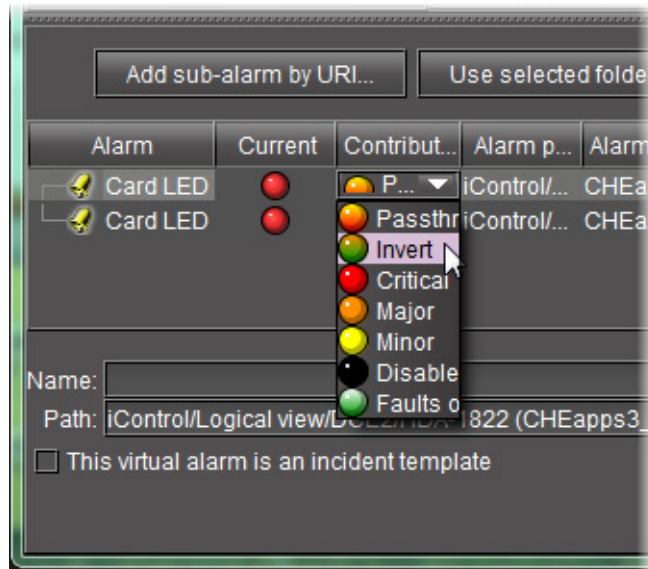 Add sub-alarm by URI...
Use selected folde
Alarm Current Contribut... Alarm p... Alarm
Card LED P... iControl/... CHEa
Card LED iControl/... CHEa
Passthr
Invert
Critical
Major
Minor
Disable
Faults o
Name:
Path: iControl/Logical view/ 1822 (CHEapps3_
This virtual alarm is an incident template